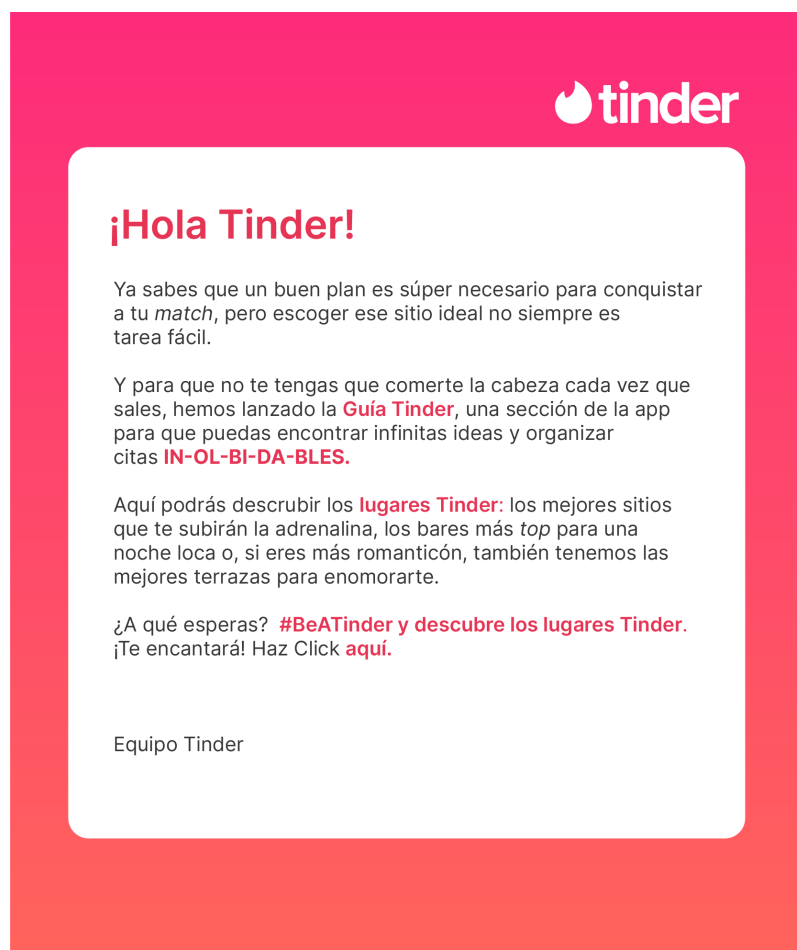 tinder
¡Hola Tinder!
Ya sabes que un buen plan es súper necesario para conquistar
a tu match, pero escoger ese sitio ideal no siempre es
tarea fácil.
Y para que no te tengas que comerte la cabeza cada vez que
sales, hemos lanzado la Guía Tinder, una sección de la app
para que puedas encontrar infinitas ideas y organizar
citas IN-OL-BI-DA-BLES.
Aquí podrás descrubir los lugares Tinder: los mejores sitios
que te subirán la adrenalina, los bares más top para una
noche loca o, si eres más romanticón, también tenemos las
mejores terrazas para enomorarte.
¿A qué esperas? #BeATinder y descubre los lugares Tinder.
¡Te encantará! Haz Click aquí.
Equipo Tinder